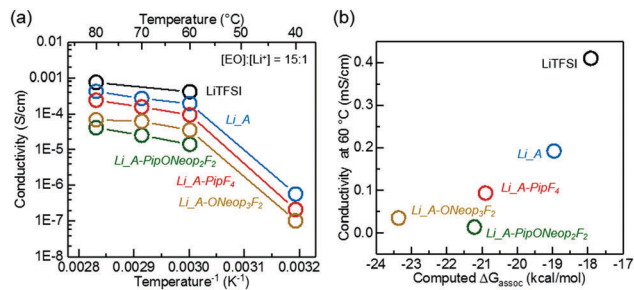 (a)
Temperature (°C)
80 70 60 40
[EO]:[Li⁺] = 15:1
0.01
0.001
1E-4
1E-5
1E-6
1E-7
1E-8
Conductivity (S/cm)
LiTFSI
Li_A
Li_A-PipONeop₂F₂
Li_A-PipF₄
Li_A-ONeop₃F₂
0.0028 0.0029 0.0030 0.0031 0.0032
Temperature⁻¹ (K⁻¹)
(b)
Conductivity at 60 °C (mS/cm)
0.4
0.3
0.2
0.1
0.0
LiTFSI
Li_A
Li_A-PipF₄
Li_A-ONeop₃F₂
Li_A-PipONeop₂F₂
-24 -23 -22 -21 -20 -19 -18 -17
Computed ΔG_assoc (kcal/mol)